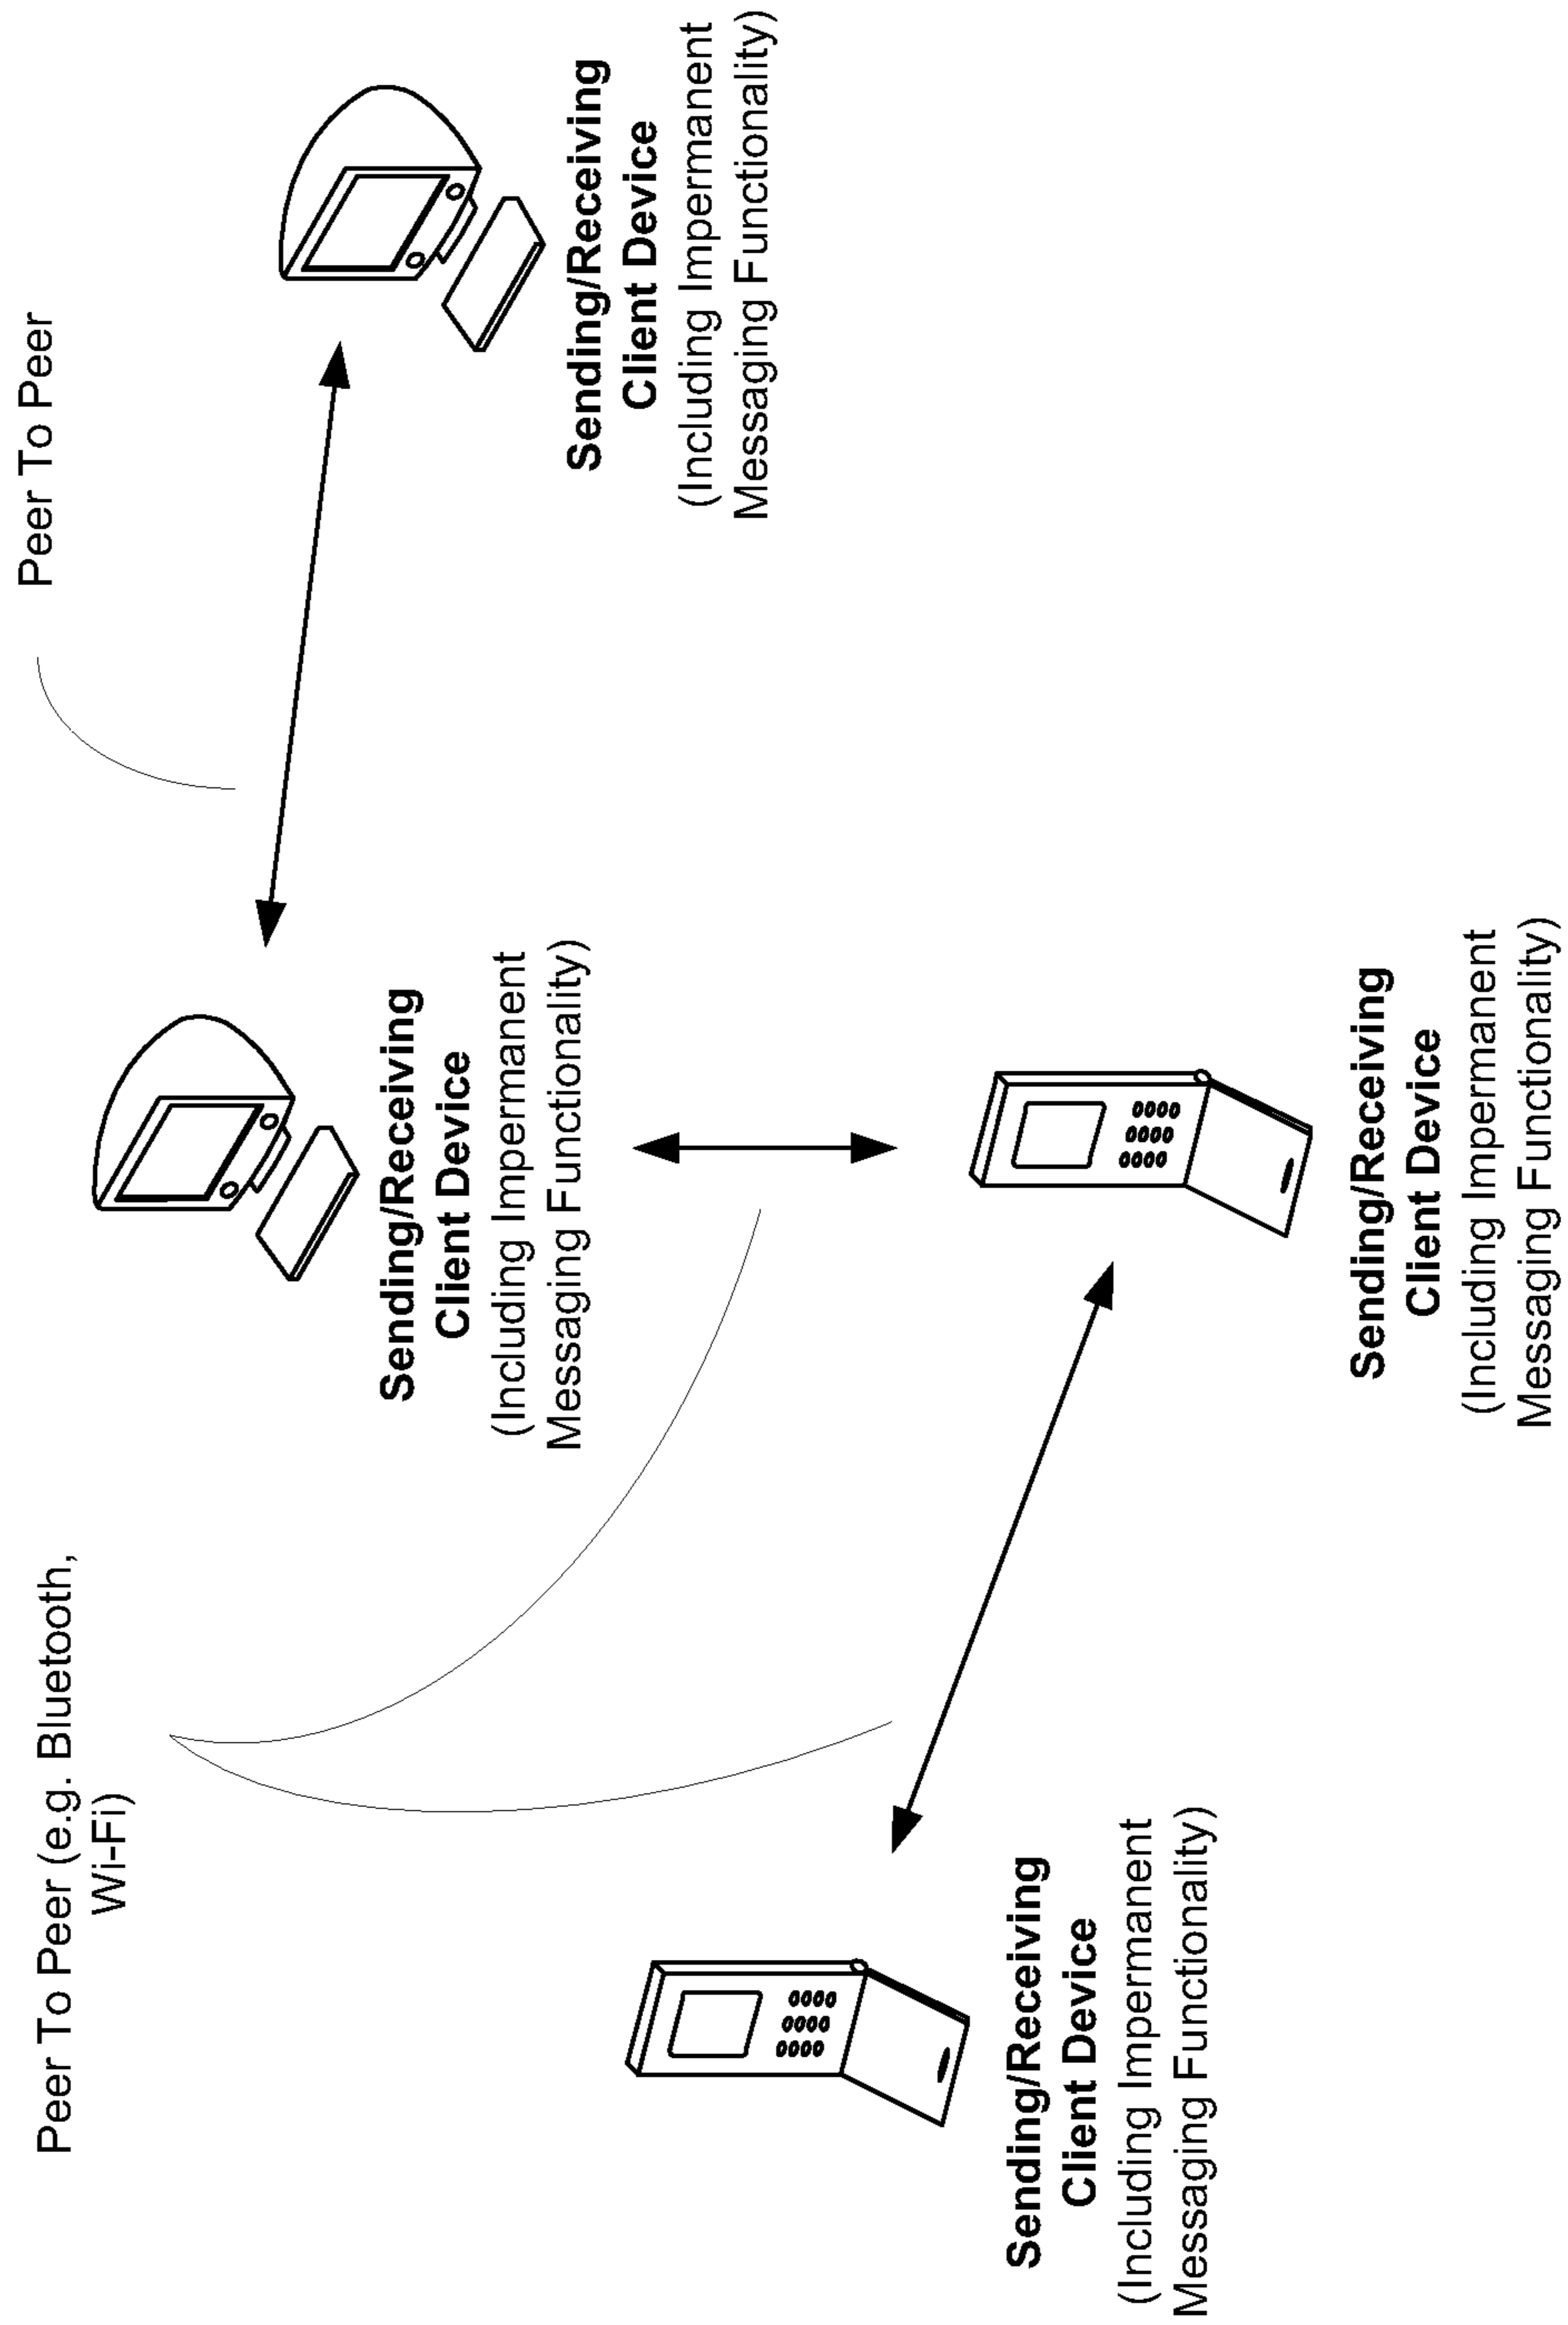 Peer To Peer (e.g. Bluetooth,
Wi-Fi)
Peer To Peer
Sending/Receiving
Client Device
(Including Impermanent
Messaging Functionality)
Sending/Receiving
Client Device
(Including Impermanent
Messaging Functionality)
Sending/Receiving
Client Device
(Including Impermanent
Messaging Functionality)
Sending/Receiving
Client Device
(Including Impermanent
Messaging Functionality)